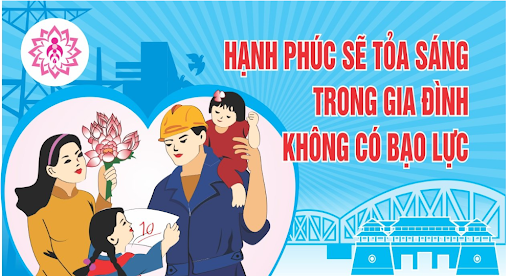 HẠNH PHÚC SẼ TỎA SÁNG
TRONG GIA ĐÌNH
KHÔNG CÓ BẠO LỰC
10